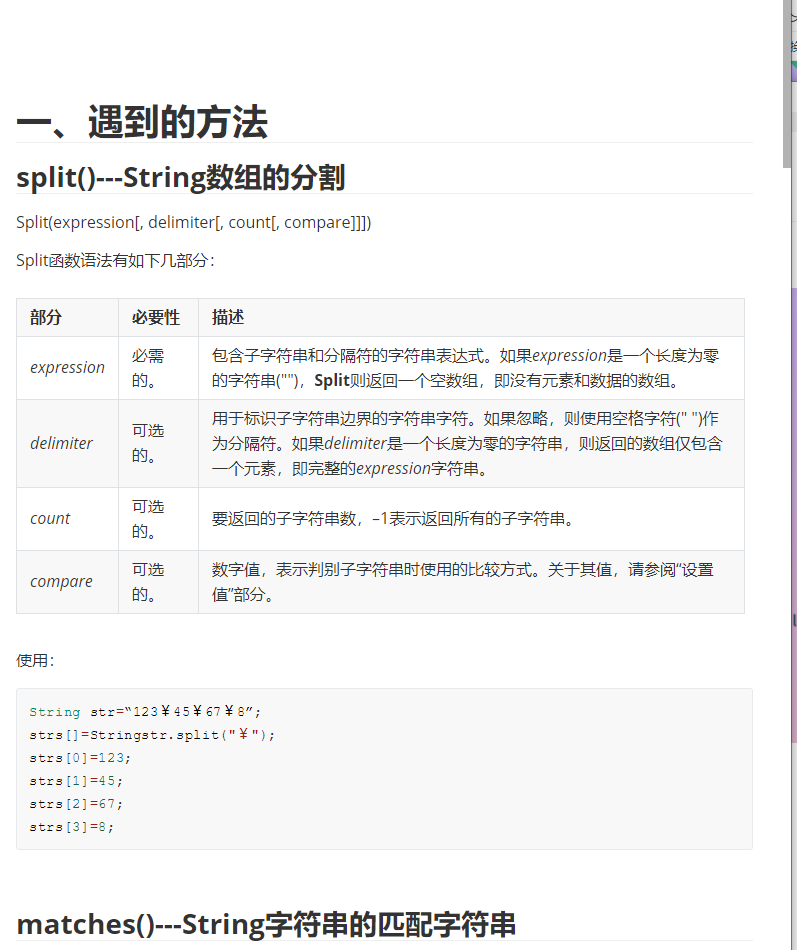 一、遇到的方法
split()---String数组的分割
Split(expression[, delimiter[, count[, compare]]])
Split函数语法有如下几部分：
部分 必要性 描述
expression 必需的。 包含子字符串和分隔符的字符串表达式。如果expression是一个长度为零
的字符串("")，Split则返回一个空数组，即没有元素和数据的数组。
delimiter 可选的。 用于标识子字符串边界的字符串字符。如果忽略，则使用空格字符(" ")作
为分隔符。如果delimiter是一个长度为零的字符串，则返回的数组仅包含
一个元素，即完整的expression字符串。
count 可选的。 要返回的子字符串数，–1表示返回所有的子字符串。
compare 可选的。 数字值，表示判别子字符串时使用的比较方式。关于其值，请参阅“设置
值”部分。
使用：
String str=“123￥45￥67￥8”;
strs[]=Stringstr.split("￥");
strs[0]=123;
strs[1]=45;
strs[2]=67;
strs[3]=8;
matches()---String字符串的匹配字符串